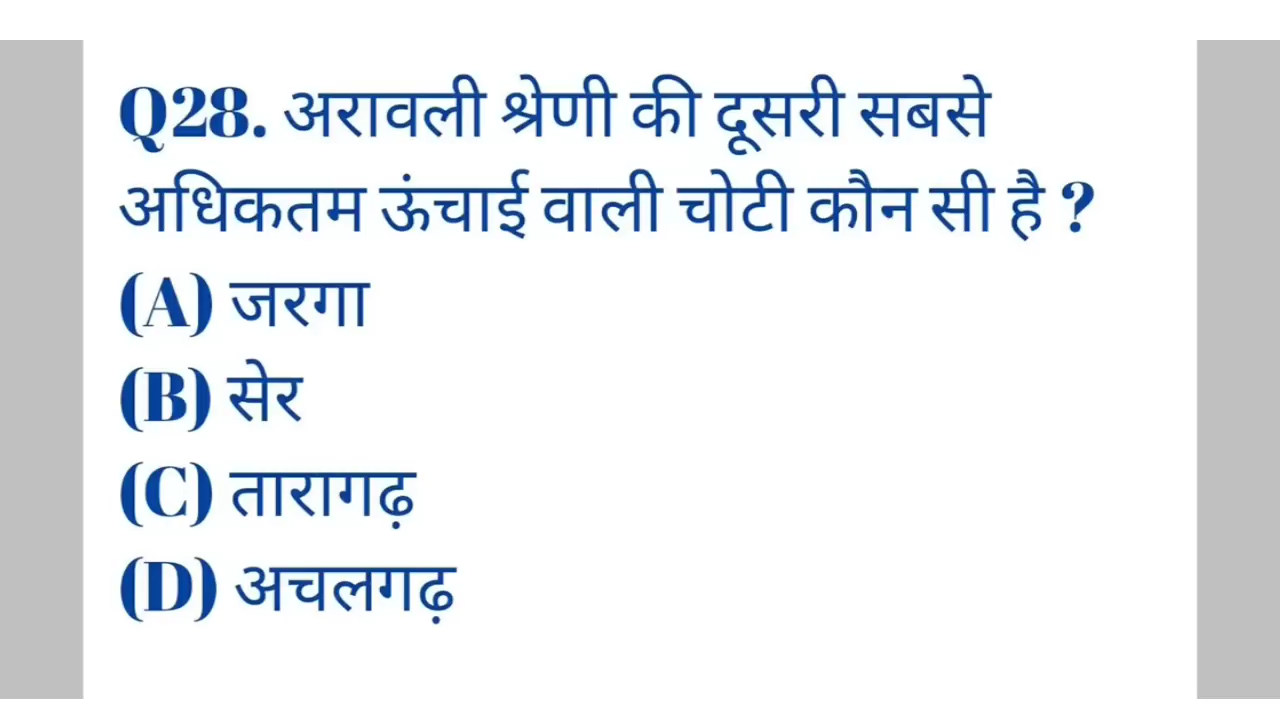 Q28. अरावली श्रेणी की दूसरी सबसे
अधिकतम ऊंचाई वाली चोटी कौन सी है ?
(A) जरगा
(B) सेर
(C) तारागढ़
(D) अचलगढ़